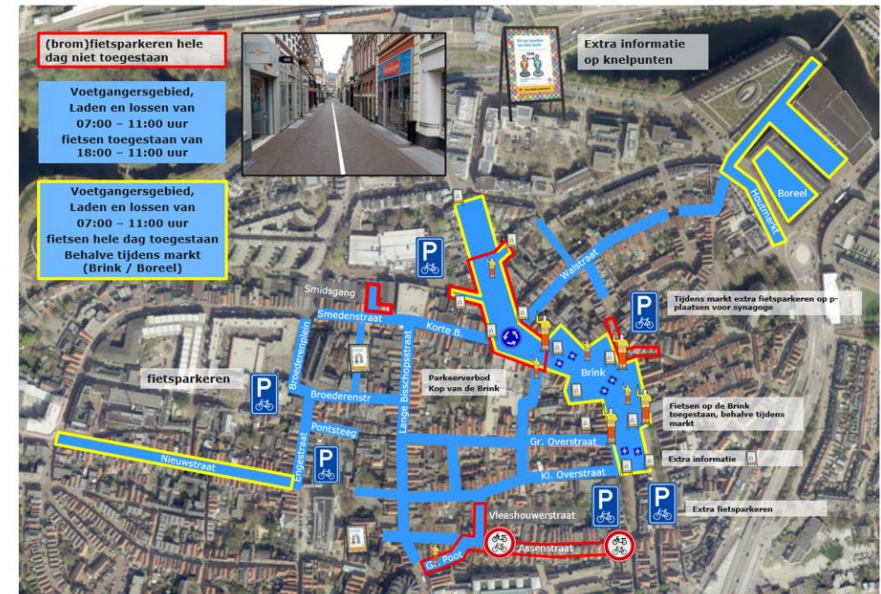 (brom)fietsparkeren hele
dag niet toegestaan
Voetgangersgebied,
Laden en lossen van
07:00 – 11:00 uur
fietsen toegestaan van
18:00 – 11:00 uur
Voetgangersgebied,
Laden en lossen van
07:00 – 11:00 uur
fietsen hele dag toegestaan
Behalve tijdens markt
(Brink / Boreel)
Extra informatie
op knelpunten
Boreel
Houtmarkt
Walstraat
P
Smidsgang
Smedenstraat
Korte B.
Tijdens markt extra fietsparkeren op p-
plaatsen voor synagoge
P
Broederenplein
Lange Bisschopsstraat
Brink
Parkeerverbod
Kop van de Brink
fietsparkeren
P
Broederenstr
Fietsen op de Brink
toegestaan, behalve tijdens
markt
Pontsteeg
Engestraat
Gr. Overstraat
Nieuwstraat
P
Extra informatie
Kl. Overstraat
P
P
Extra fietsparkeren
Vleeshouwerstraat
Assenstraat
Gr. Poot